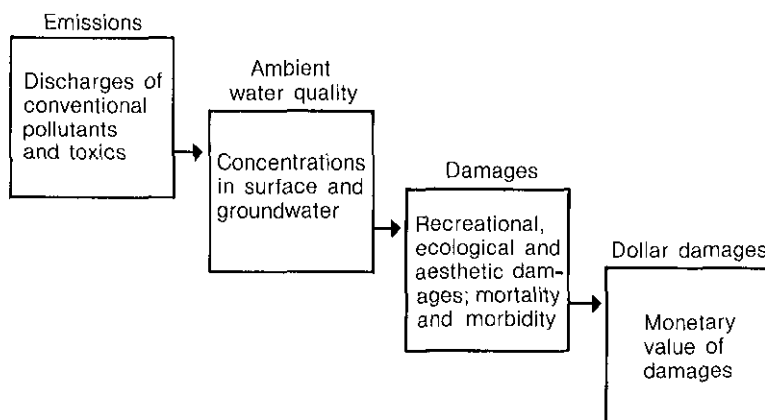 Emissions
Discharges of
conventional
pollutants
and toxics
Ambient
water quality
Concentrations
in surface and
groundwater
Damages
Recreational,
ecological and
aesthetic dam-
ages; mortality
and morbidity
Dollar damages
Monetary
value of
damages